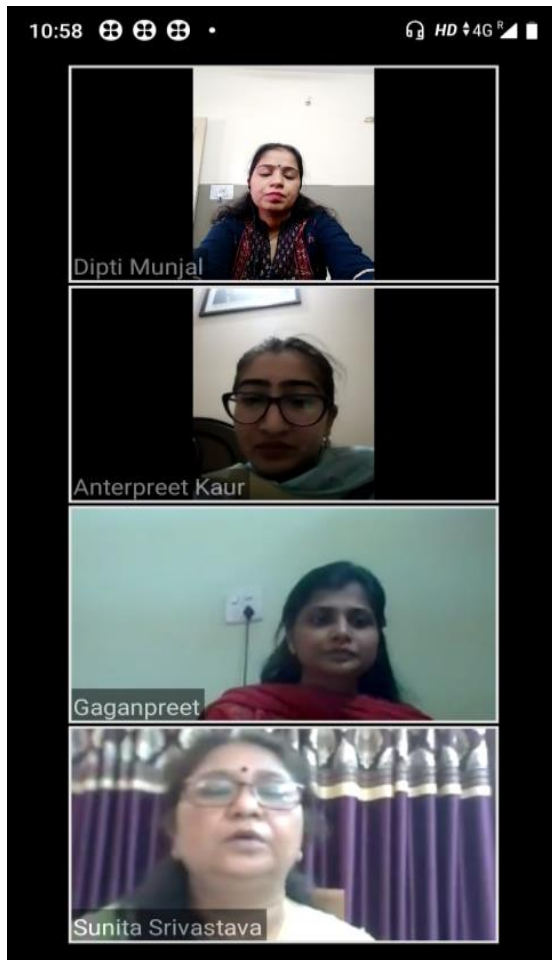 10:58 HD 4G R
Dipti Munjal
Anterpreet Kaur
Gaganpreet
Sunita Srivastava